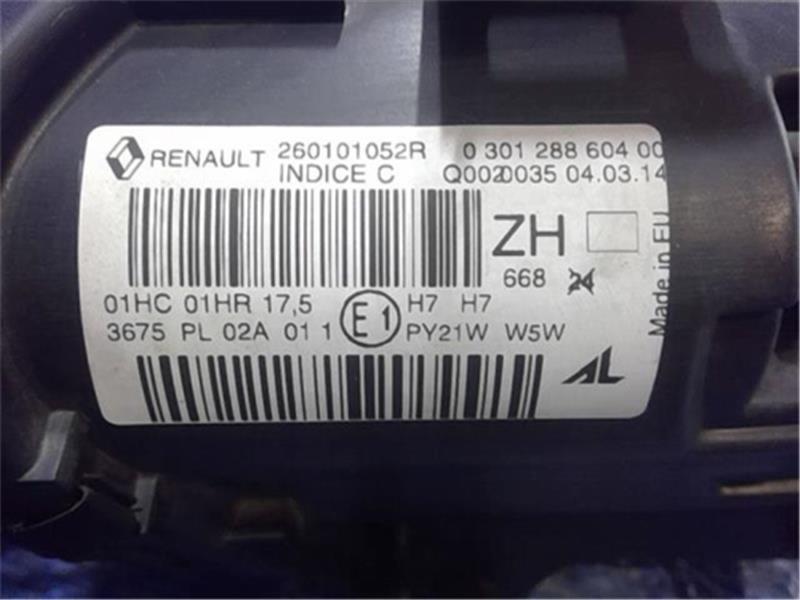 RENAULT 260101052R 0 301 288 604 00
INDICE C Q0020035 04.03.14
ZH
668
Made in EU
01HC 01HR 17,5 E1 H7 H7
3675 PL 02A 01 1 PY21W W5W
AL